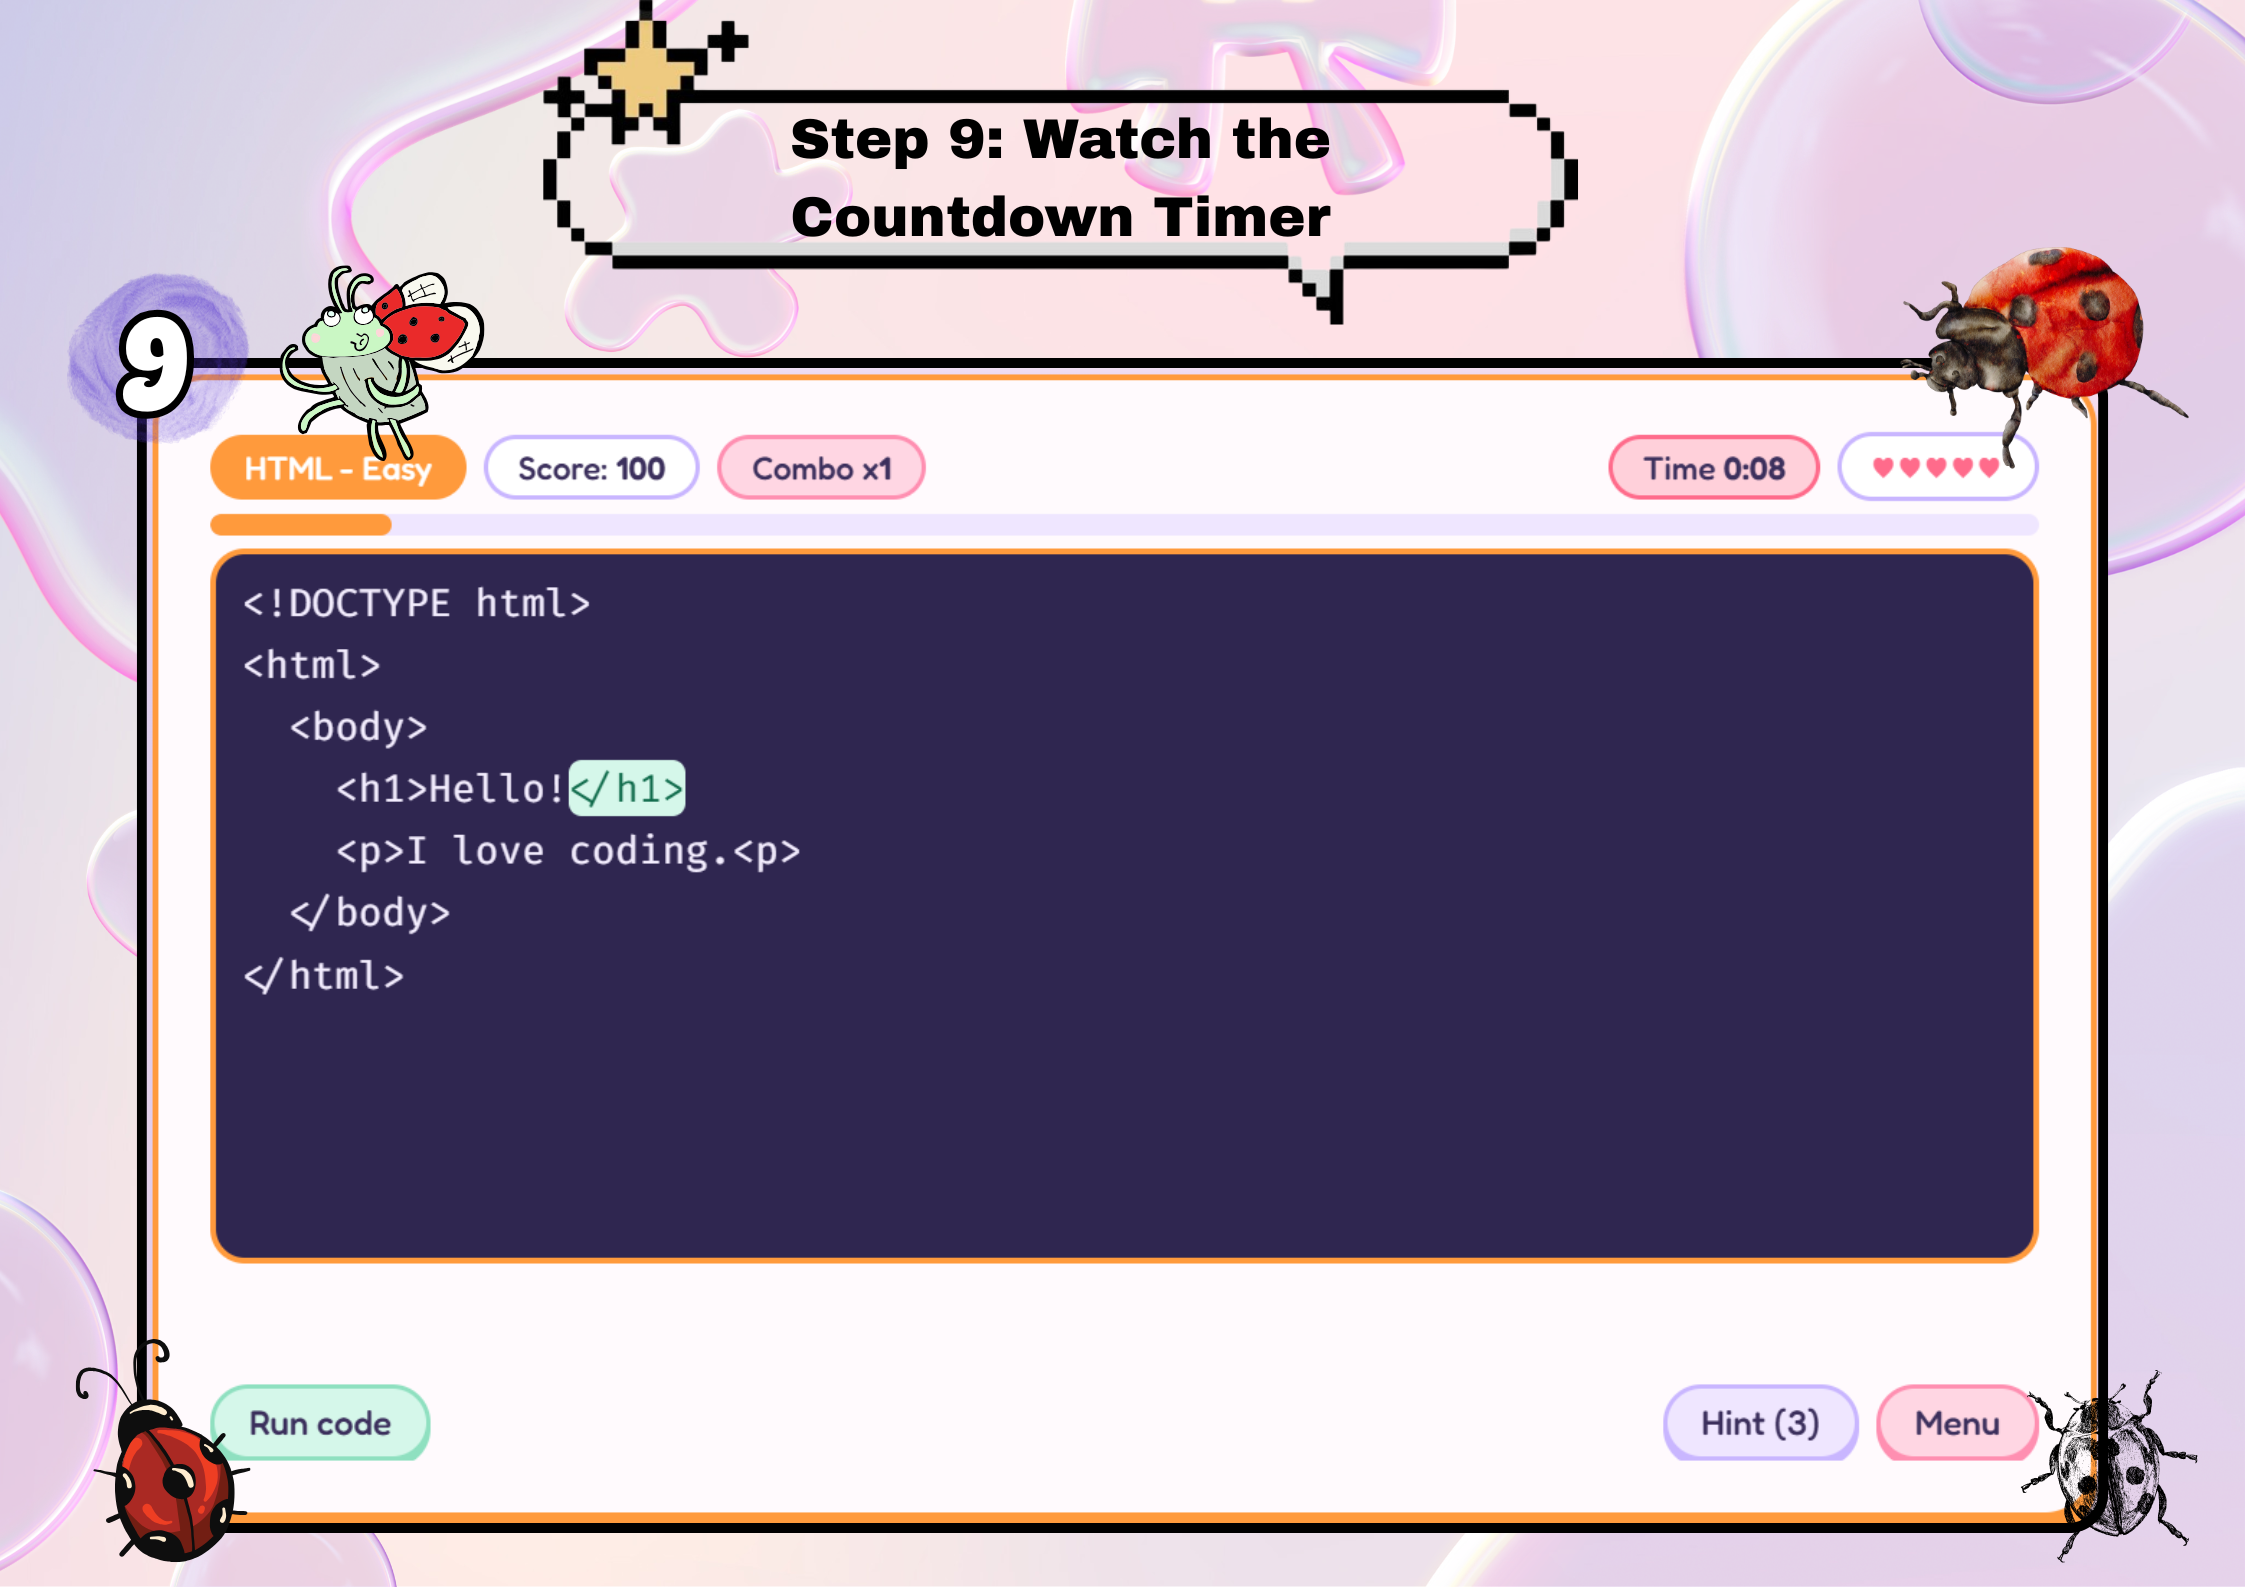 Step 9: Watch the
Countdown Timer
9
HTML - Easy
Score: 100
Combo x1
Time 0:08
<!DOCTYPE html>
<html>
  <body>
    <h1>Hello!</h1>
    <p>I love coding.<p>
  </body>
</html>
Run code
Hint (3)
Menu